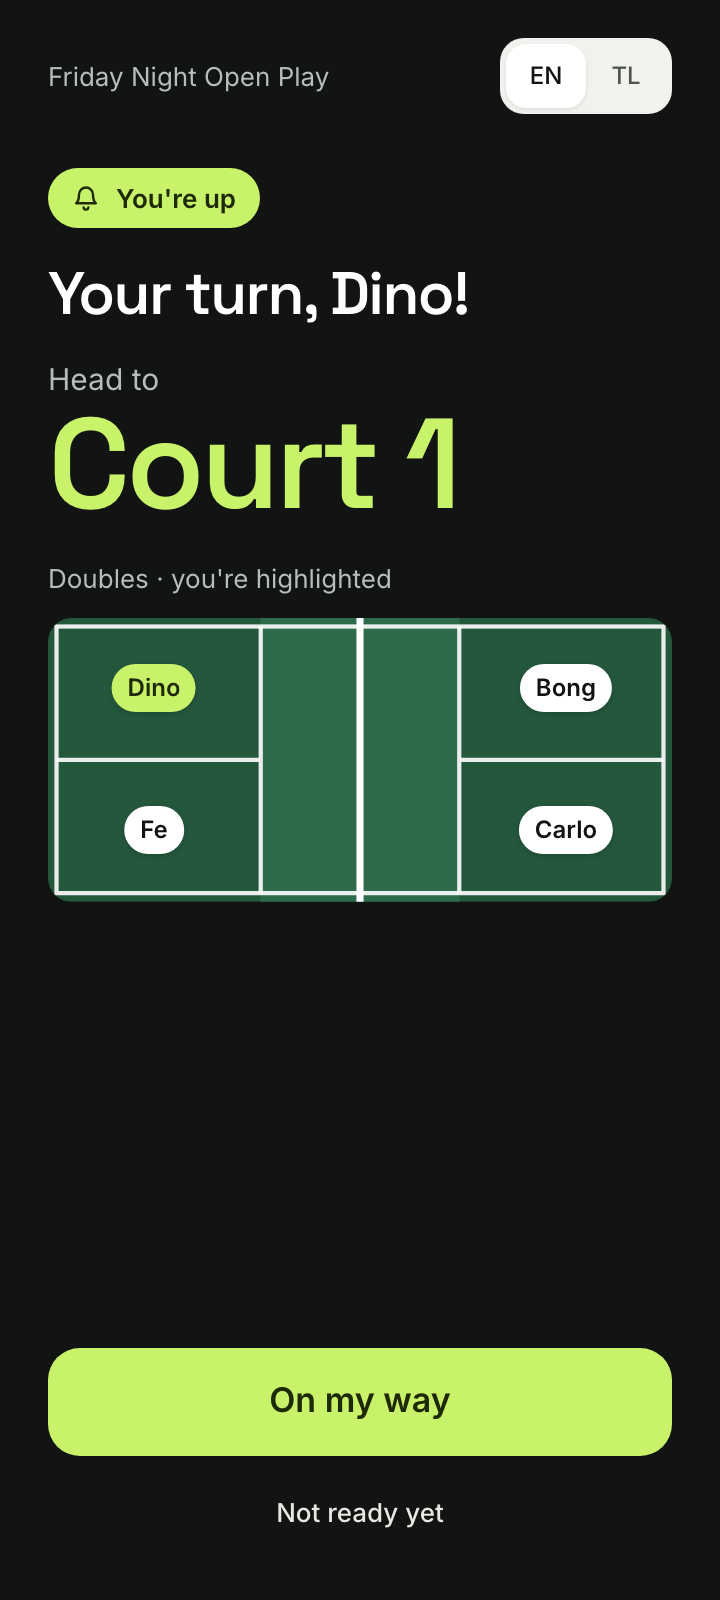 Friday Night Open Play
EN TL
You're up
Your turn, Dino!
Head to
Court 1
Doubles · you're highlighted
Dino
Bong
Fe
Carlo
On my way
Not ready yet